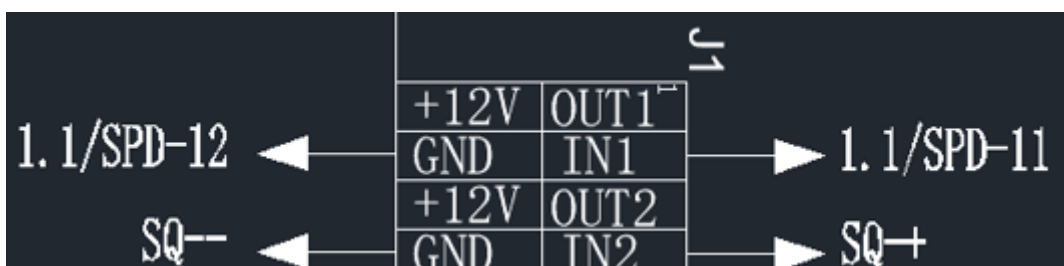 J1
+12V OUT1 1
1.1/SPD-12 GND IN1 1.1/SPD-11
+12V OUT2
SQ-- GND IN2 SQ-+